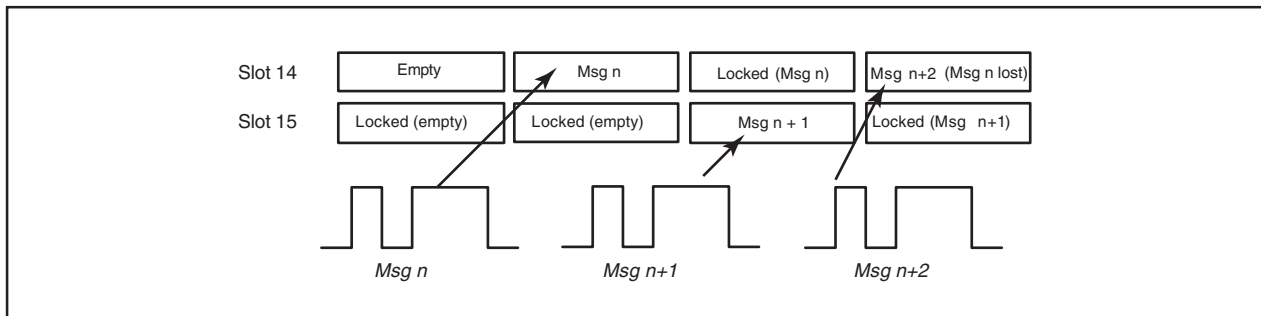 Slot 14 Empty Msg n Locked (Msg n) Msg n+2 (Msg n lost)
Slot 15 Locked (empty) Locked (empty) Msg n + 1 Locked (Msg n+1)
Msg n Msg n+1 Msg n+2